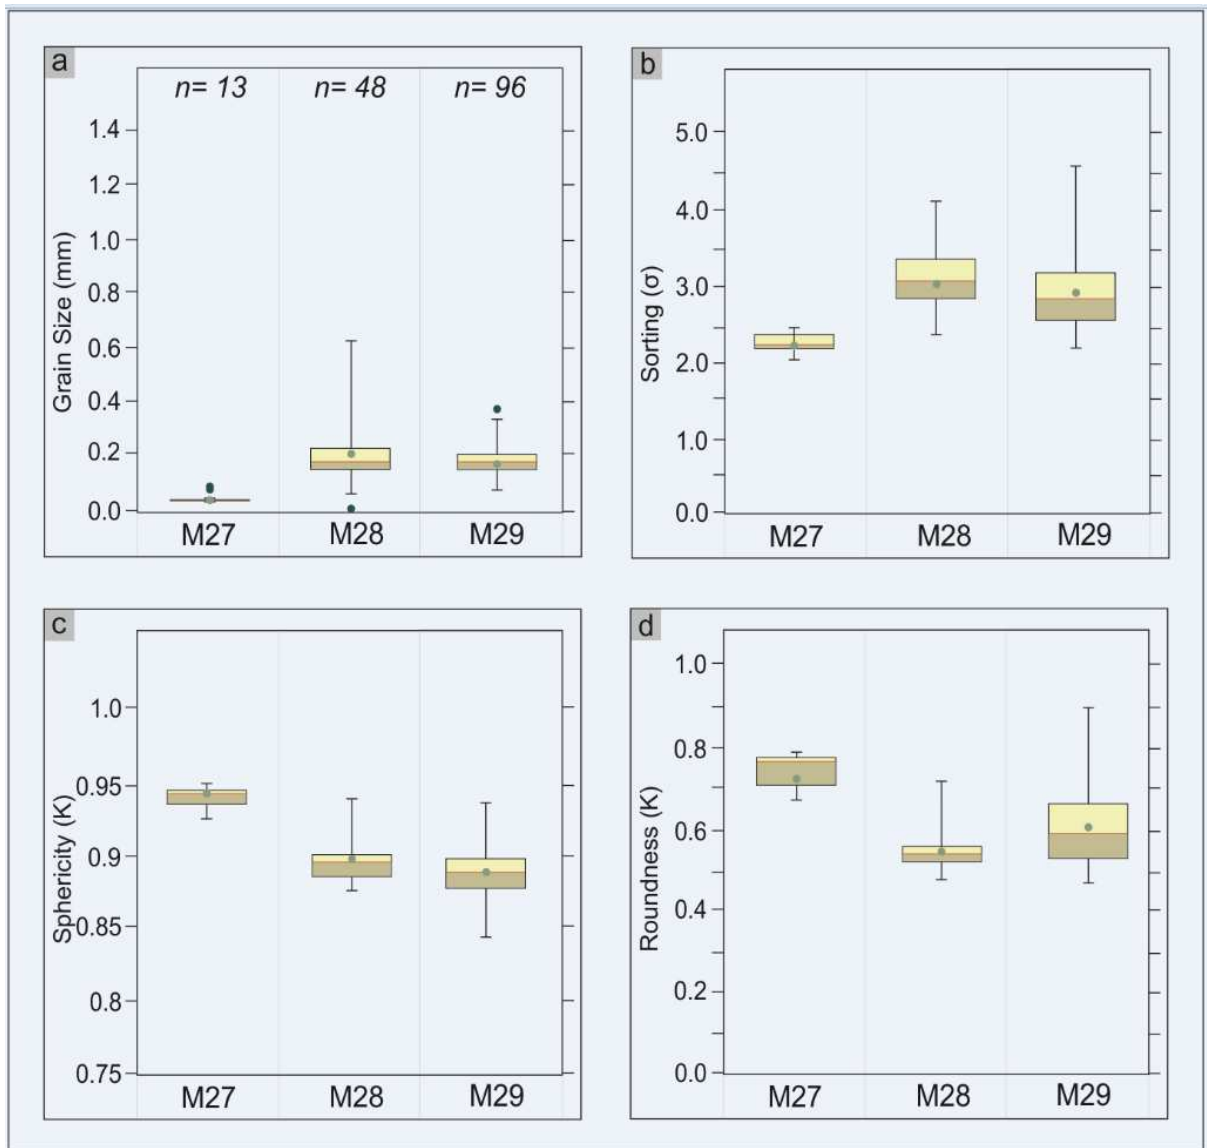 a
n= 13 n= 48 n= 96
1.4
1.2
1.0
0.8
0.6
0.4
0.2
0.0
Grain Size (mm)
M27 M28 M29
b
5.0
4.0
3.0
2.0
1.0
0.0
Sorting (σ)
M27 M28 M29
c
1.0
0.95
0.9
0.85
0.8
0.75
Sphericity (K)
M27 M28 M29
d
1.0
0.8
0.6
0.4
0.2
0.0
Roundness (K)
M27 M28 M29